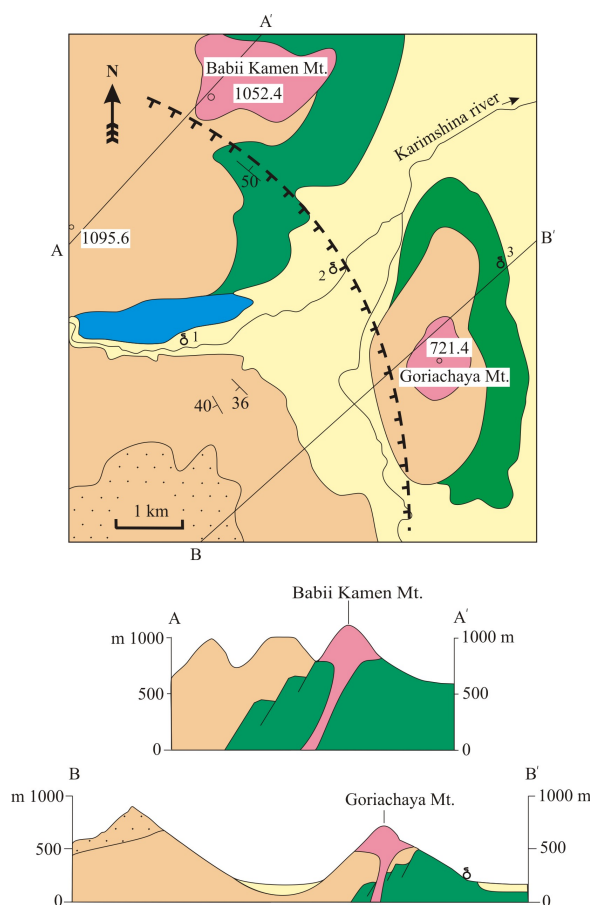 A′
Babii Kamen Mt.
1052.4
N
Karimshina river
50
1095.6
A
B′
3
2
1
721.4
Goriachaya Mt.
40
36
1 km
B
Babii Kamen Mt.
A
A′
m 1000
1000 m
500
500
0
0
B
B′
m 1000
Goriachaya Mt.
1000 m
500
500
0
0